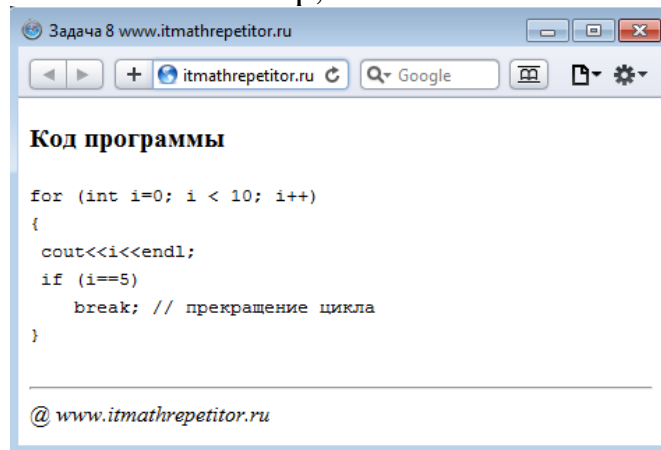 Задача 8 www.itmathrepetitor.ru
itmathrepetitor.ru
Google
Код программы
for (int i=0; i < 10; i++)
{
 cout<<i<<endl;
 if (i==5)
    break; // прекращение цикла
}
@ www.itmathrepetitor.ru